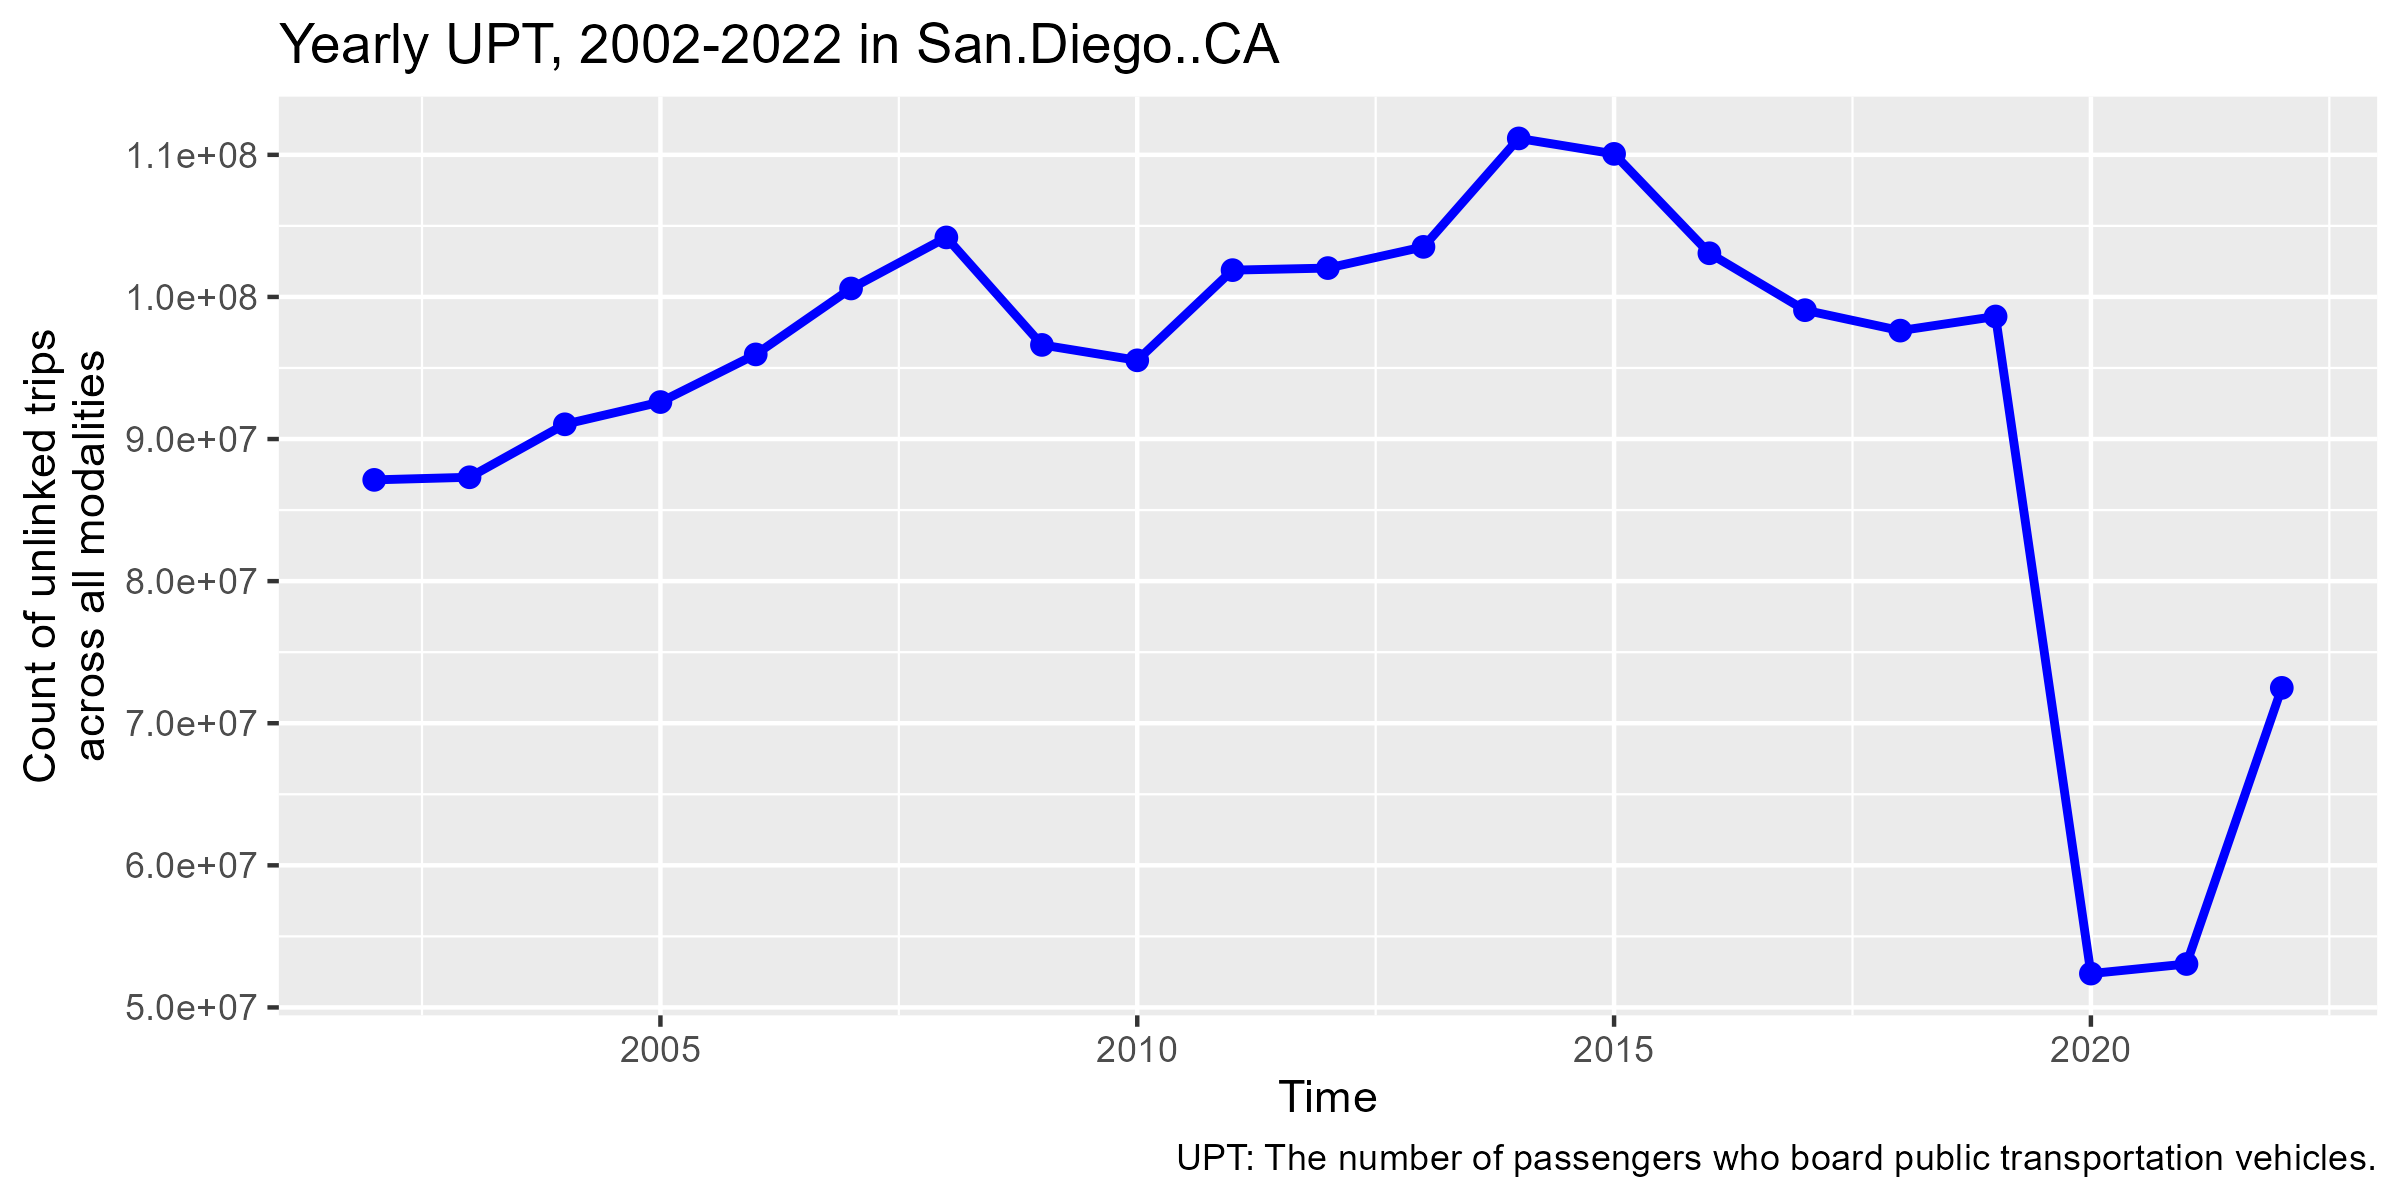 Yearly UPT, 2002-2022 in San.Diego..CA
Count of unlinked trips
across all modalities
1.1e+08
1.0e+08
9.0e+07
8.0e+07
7.0e+07
6.0e+07
5.0e+07
2005
2010
2015
2020
Time
UPT: The number of passengers who board public transportation vehicles.